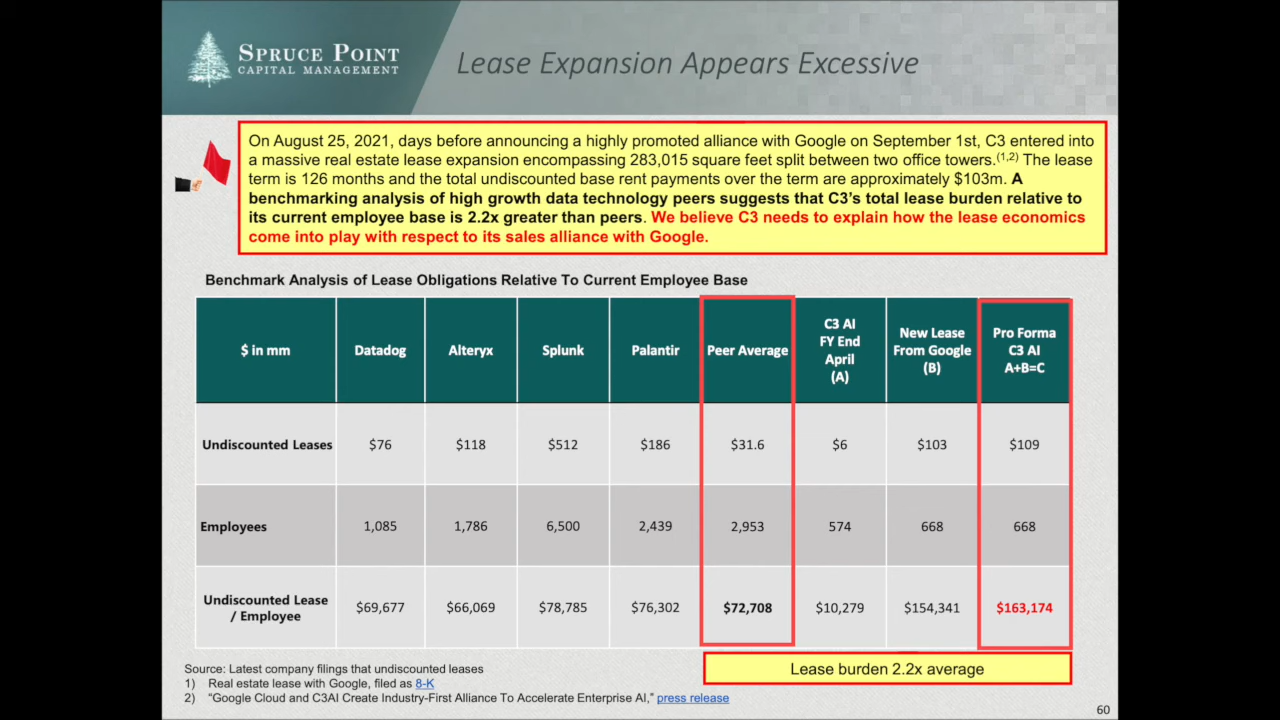 SPRUCE POINT
CAPITAL MANAGEMENT
Lease Expansion Appears Excessive
On August 25, 2021, days before announcing a highly promoted alliance with Google on September 1st, C3 entered into
a massive real estate lease expansion encompassing 283,015 square feet split between two office towers.(1,2) The lease
term is 126 months and the total undiscounted base rent payments over the term are approximately $103m. A
benchmarking analysis of high growth data technology peers suggests that C3's total lease burden relative to
its current employee base is 2.2x greater than peers. We believe C3 needs to explain how the lease economics
come into play with respect to its sales alliance with Google.
Benchmark Analysis of Lease Obligations Relative To Current Employee Base
$ in mm Datadog Alteryx Splunk Palantir Peer Average C3 AI FY End April (A) New Lease From Google (B) Pro Forma C3 AI A+B=C
Undiscounted Leases $76 $118 $512 $186 $31.6 $6 $103 $109
Employees 1,085 1,786 6,500 2,439 2,953 574 668 668
Undiscounted Lease / Employee $69,677 $66,069 $78,785 $76,302 $72,708 $10,279 $154,341 $163,174
Lease burden 2.2x average
Source: Latest company filings that undiscounted leases
1) Real estate lease with Google, filed as 8-K
2) "Google Cloud and C3AI Create Industry-First Alliance To Accelerate Enterprise AI," press release
60